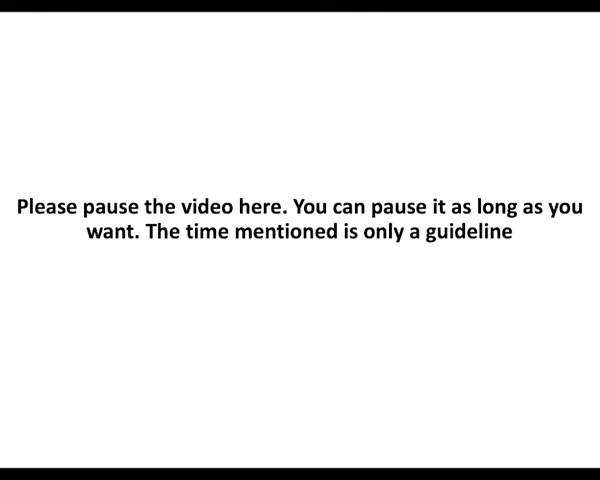 Please pause the video here. You can pause it as long as you
want. The time mentioned is only a guideline